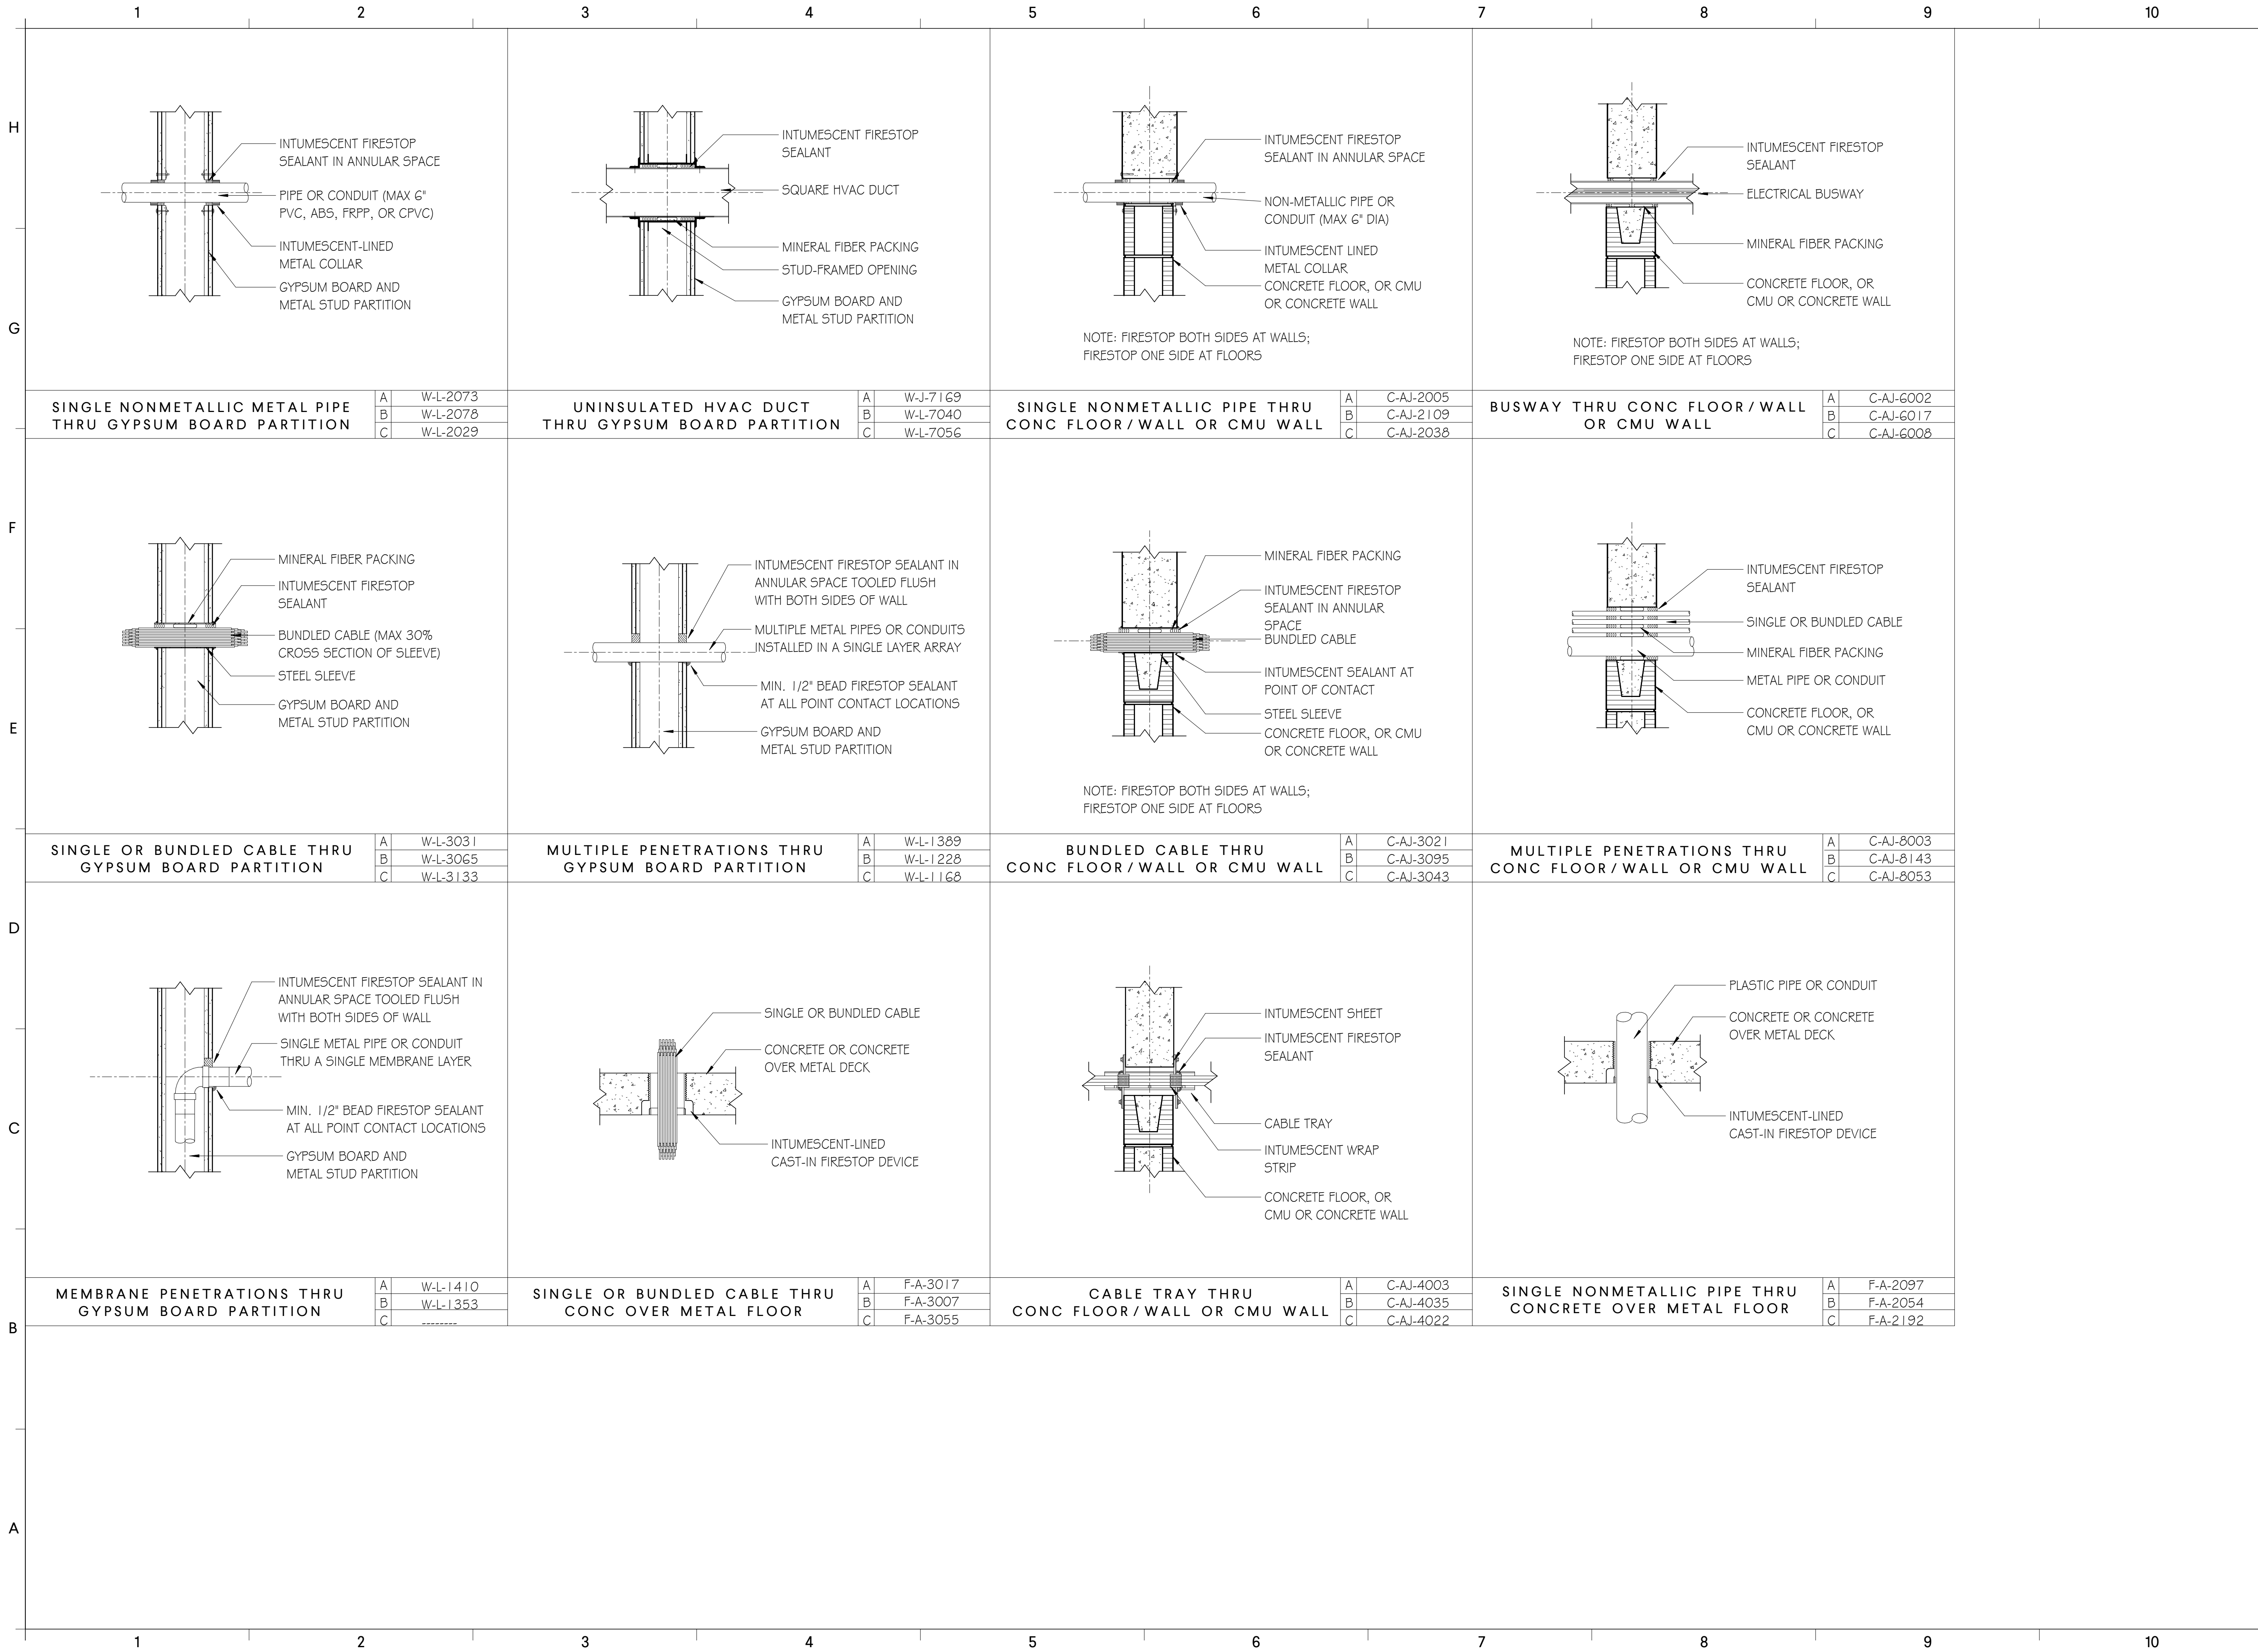 1 2 3 4 5 6 7 8 9 10
H
G
F
E
D
C
B
A
INTUMESCENT FIRESTOP
SEALANT IN ANNULAR SPACE
PIPE OR CONDUIT (MAX 6"
PVC, ABS, FRPP, OR CPVC)
INTUMESCENT-LINED
METAL COLLAR
GYPSUM BOARD AND
METAL STUD PARTITION
SINGLE NONMETALLIC METAL PIPE
THRU GYPSUM BOARD PARTITION
A W-L-2073
B W-L-2078
C W-L-2029
INTUMESCENT FIRESTOP
SEALANT
SQUARE HVAC DUCT
MINERAL FIBER PACKING
STUD-FRAMED OPENING
GYPSUM BOARD AND
METAL STUD PARTITION
UNINSULATED HVAC DUCT
THRU GYPSUM BOARD PARTITION
A W-J-7169
B W-L-7040
C W-L-7056
INTUMESCENT FIRESTOP
SEALANT IN ANNULAR SPACE
NON-METALLIC PIPE OR
CONDUIT (MAX 6" DIA)
INTUMESCENT LINED
METAL COLLAR
CONCRETE FLOOR, OR CMU
OR CONCRETE WALL
NOTE: FIRESTOP BOTH SIDES AT WALLS;
FIRESTOP ONE SIDE AT FLOORS
SINGLE NONMETALLIC PIPE THRU
CONC FLOOR/WALL OR CMU WALL
A C-AJ-2005
B C-AJ-2109
C C-AJ-2038
INTUMESCENT FIRESTOP
SEALANT
ELECTRICAL BUSWAY
MINERAL FIBER PACKING
CONCRETE FLOOR, OR
CMU OR CONCRETE WALL
NOTE: FIRESTOP BOTH SIDES AT WALLS;
FIRESTOP ONE SIDE AT FLOORS
BUSWAY THRU CONC FLOOR/WALL
OR CMU WALL
A C-AJ-6002
B C-AJ-6017
C C-AJ-6008
MINERAL FIBER PACKING
INTUMESCENT FIRESTOP
SEALANT
BUNDLED CABLE (MAX 30%
CROSS SECTION OF SLEEVE)
STEEL SLEEVE
GYPSUM BOARD AND
METAL STUD PARTITION
SINGLE OR BUNDLED CABLE THRU
GYPSUM BOARD PARTITION
A W-L-3031
B W-L-3065
C W-L-3133
INTUMESCENT FIRESTOP SEALANT IN
ANNULAR SPACE TOOLED FLUSH
WITH BOTH SIDES OF WALL
MULTIPLE METAL PIPES OR CONDUITS
INSTALLED IN A SINGLE LAYER ARRAY
MIN. 1/2" BEAD FIRESTOP SEALANT
AT ALL POINT CONTACT LOCATIONS
GYPSUM BOARD AND
METAL STUD PARTITION
MULTIPLE PENETRATIONS THRU
GYPSUM BOARD PARTITION
A W-L-1389
B W-L-1228
C W-L-1168
MINERAL FIBER PACKING
INTUMESCENT FIRESTOP
SEALANT IN ANNULAR
SPACE
BUNDLED CABLE
INTUMESCENT SEALANT AT
POINT OF CONTACT
STEEL SLEEVE
CONCRETE FLOOR, OR CMU
OR CONCRETE WALL
NOTE: FIRESTOP BOTH SIDES AT WALLS;
FIRESTOP ONE SIDE AT FLOORS
BUNDLED CABLE THRU
CONC FLOOR/WALL OR CMU WALL
A C-AJ-3021
B C-AJ-3095
C C-AJ-3043
INTUMESCENT FIRESTOP
SEALANT
SINGLE OR BUNDLED CABLE
MINERAL FIBER PACKING
METAL PIPE OR CONDUIT
CONCRETE FLOOR, OR
CMU OR CONCRETE WALL
MULTIPLE PENETRATIONS THRU
CONC FLOOR/WALL OR CMU WALL
A C-AJ-8003
B C-AJ-8143
C C-AJ-8053
INTUMESCENT FIRESTOP SEALANT IN
ANNULAR SPACE TOOLED FLUSH
WITH BOTH SIDES OF WALL
SINGLE METAL PIPE OR CONDUIT
THRU A SINGLE MEMBRANE LAYER
MIN. 1/2" BEAD FIRESTOP SEALANT
AT ALL POINT CONTACT LOCATIONS
GYPSUM BOARD AND
METAL STUD PARTITION
MEMBRANE PENETRATIONS THRU
GYPSUM BOARD PARTITION
A W-L-1410
B W-L-1353
C --------
SINGLE OR BUNDLED CABLE
CONCRETE OR CONCRETE
OVER METAL DECK
INTUMESCENT-LINED
CAST-IN FIRESTOP DEVICE
SINGLE OR BUNDLED CABLE THRU
CONC OVER METAL FLOOR
A F-A-3017
B F-A-3007
C F-A-3055
INTUMESCENT SHEET
INTUMESCENT FIRESTOP
SEALANT
CABLE TRAY
INTUMESCENT WRAP
STRIP
CONCRETE FLOOR, OR
CMU OR CONCRETE WALL
CABLE TRAY THRU
CONC FLOOR/WALL OR CMU WALL
A C-AJ-4003
B C-AJ-4035
C C-AJ-4022
PLASTIC PIPE OR CONDUIT
CONCRETE OR CONCRETE
OVER METAL DECK
INTUMESCENT-LINED
CAST-IN FIRESTOP DEVICE
SINGLE NONMETALLIC PIPE THRU
CONCRETE OVER METAL FLOOR
A F-A-2097
B F-A-2054
C F-A-2192
1 2 3 4 5 6 7 8 9 10